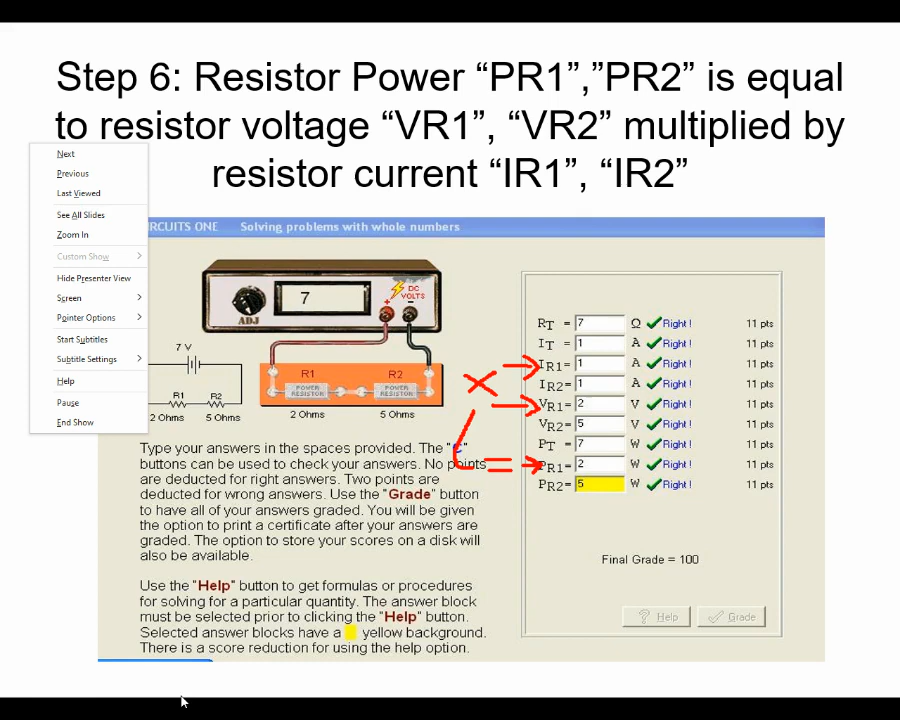 Step 6: Resistor Power “PR1”,”PR2” is equal
to resistor voltage “VR1”, “VR2” multiplied by
resistor current “IR1”, “IR2”
Next
Previous
Last Viewed
See All Slides
Zoom In
Custom Show
Hide Presenter View
Screen
Pointer Options
Start Subtitles
Subtitle Settings
Help
Pause
End Show
IRCUITS ONE Solving problems with whole numbers
7
ADJ
DC
VOLTS
+ -
7 V
R1 R2
2 Ohms 5 Ohms
R1 R2
POWER RESISTOR POWER RESISTOR
2 Ohms 5 Ohms
RT = 7 Ω Right! 11 pts
IT = 1 A Right! 11 pts
IR1 = 1 A Right! 11 pts
IR2 = 1 A Right! 11 pts
VR1 = 2 V Right! 11 pts
VR2 = 5 V Right! 11 pts
PT = 7 W Right! 11 pts
PR1 = 2 W Right! 11 pts
PR2 = 5 W Right! 11 pts
X
=
Final Grade = 100
? Help Grade
Type your answers in the spaces provided. The "C"
buttons can be used to check your answers. No points
are deducted for right answers. Two points are
deducted for wrong answers. Use the "Grade" button
to have all of your answers graded. You will be given
the option to print a certificate after your answers are
graded. The option to store your scores on a disk will
also be available.
Use the "Help" button to get formulas or procedures
for solving for a particular quantity. The answer block
must be selected prior to clicking the "Help" button.
Selected answer blocks have a yellow background.
There is a score reduction for using the help option.